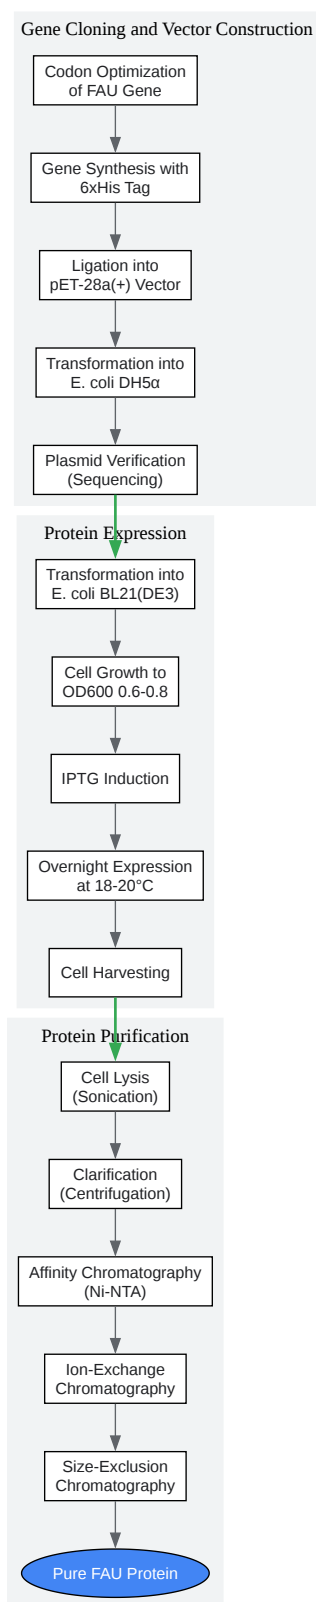 Gene Cloning and Vector Construction
Codon Optimization
of FAU Gene
Gene Synthesis with
6xHis Tag
Ligation into
pET-28a(+) Vector
Transformation into
E. coli DH5α
Plasmid Verification
(Sequencing)
Protein Expression
Transformation into
E. coli BL21(DE3)
Cell Growth to
OD600 0.6-0.8
IPTG Induction
Overnight Expression
at 18-20°C
Cell Harvesting
Protein Purification
Cell Lysis
(Sonication)
Clarification
(Centrifugation)
Affinity Chromatography
(Ni-NTA)
Ion-Exchange
Chromatography
Size-Exclusion
Chromatography
Pure FAU Protein